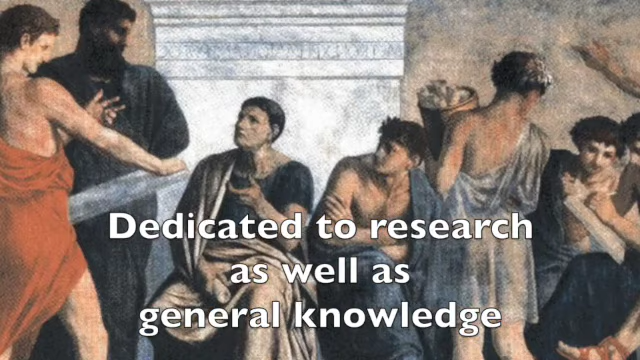 Dedicated to research
as well as
general knowledge